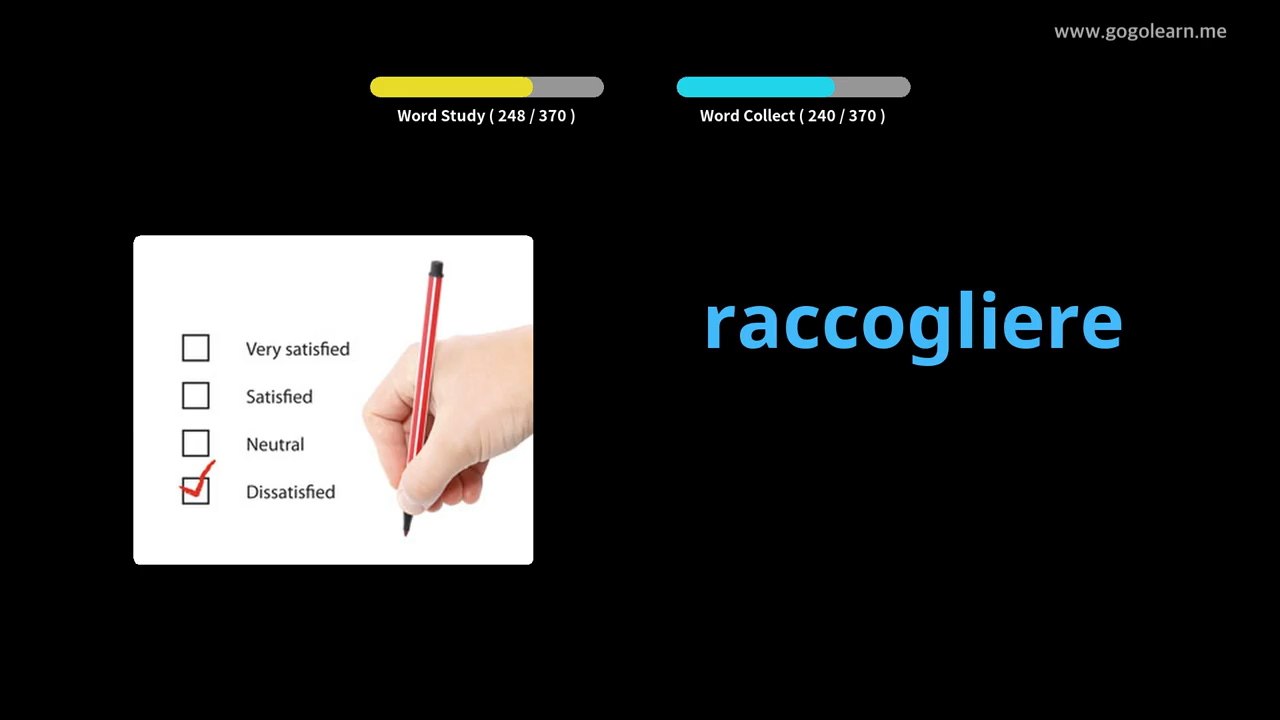 www.gogolearn.me
Word Study ( 248 / 370 )
Word Collect ( 240 / 370 )
raccogliere
Very satisfied
Satisfied
Neutral
Dissatisfied